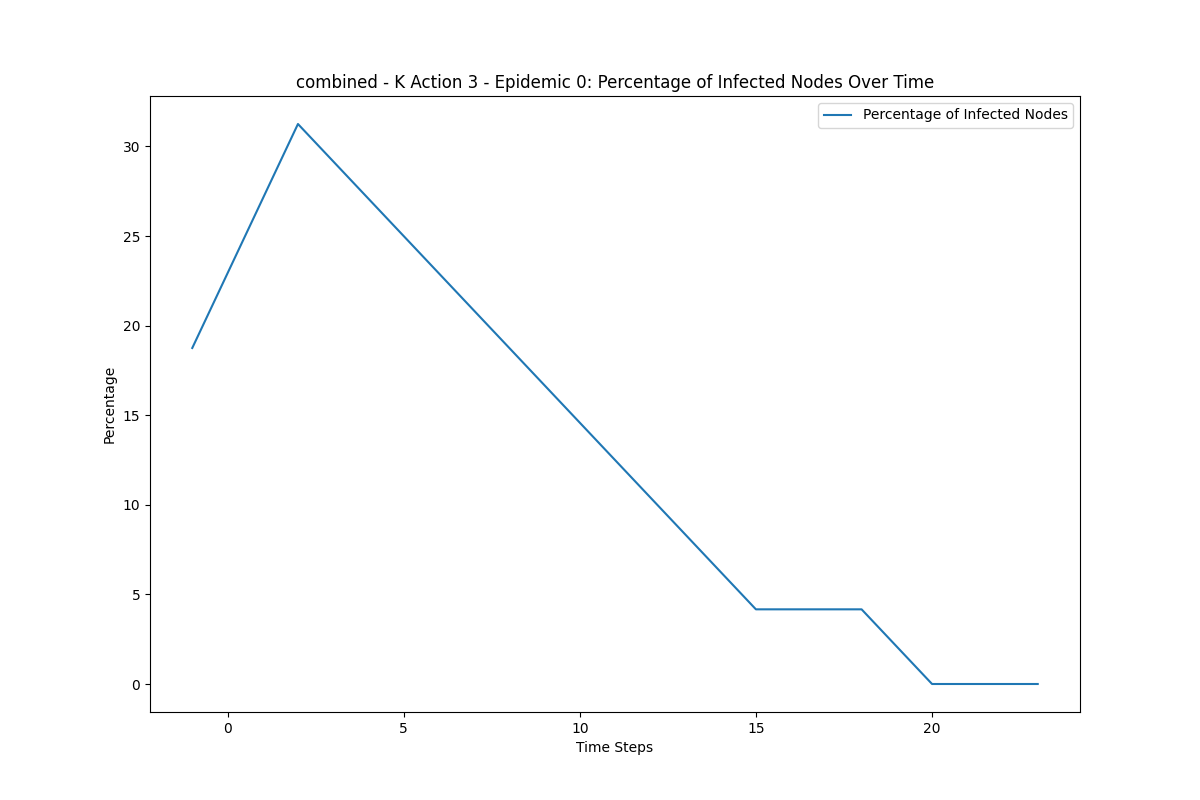 combined - K Action 3 - Epidemic 0: Percentage of Infected Nodes Over Time
Percentage of Infected Nodes
30
25
20
15
10
5
0
Percentage
0 5 10 15 20
Time Steps